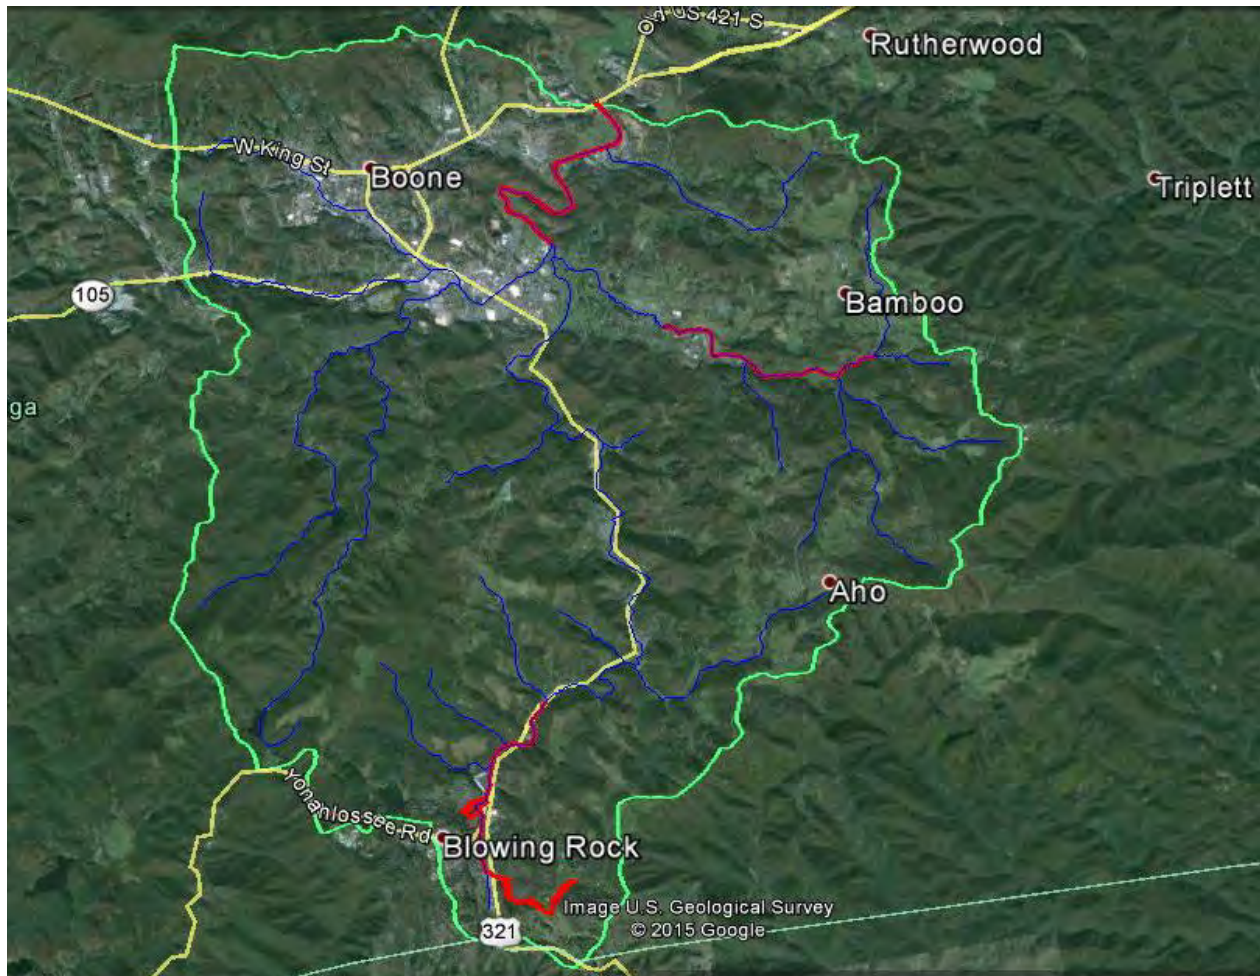 Old US 421 S
Rutherwood
W King St
Boone
Triplett
105
Bamboo
ga
Aho
Yonahlossee Rd
Blowing Rock
Image U.S. Geological Survey
© 2015 Google
321